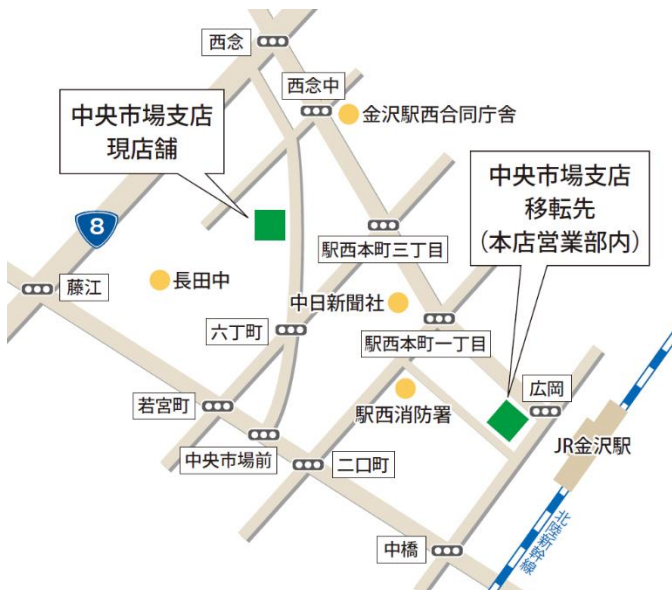 西念
西念中
金沢駅西合同庁舎
中央市場支店
現店舗
中央市場支店
移転先
(本店営業部内)
8
駅西本町三丁目
長田中
藤江
中日新聞社
六丁町
駅西本町一丁目
広岡
若宮町
駅西消防署
JR金沢駅
中央市場前
二口町
中橋
北陸新幹線